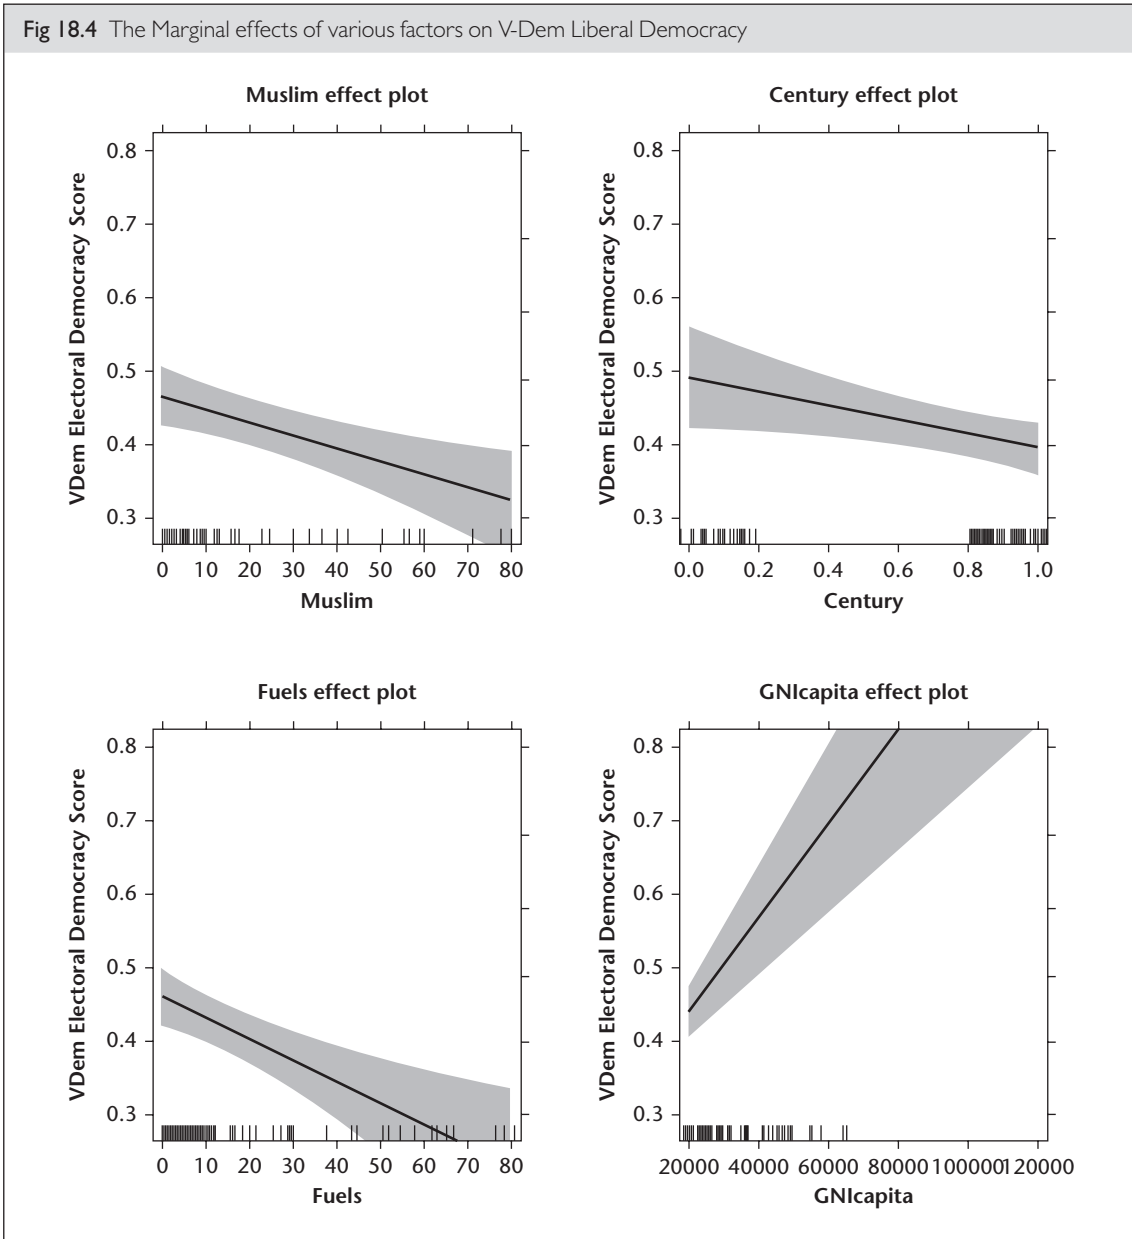 Fig 18.4 The Marginal effects of various factors on V-Dem Liberal Democracy
Muslim effect plot
VDem Electoral Democracy Score
0.8
0.7
0.6
0.5
0.4
0.3
0 10 20 30 40 50 60 70 80
Muslim
Century effect plot
VDem Electoral Democracy Score
0.8
0.7
0.6
0.5
0.4
0.3
0.0 0.2 0.4 0.6 0.8 1.0
Century
Fuels effect plot
VDem Electoral Democracy Score
0.8
0.7
0.6
0.5
0.4
0.3
0 10 20 30 40 50 60 70 80
Fuels
GNIcapita effect plot
VDem Electoral Democracy Score
0.8
0.7
0.6
0.5
0.4
0.3
20000 40000 60000 80000 100000 120000
GNIcapita